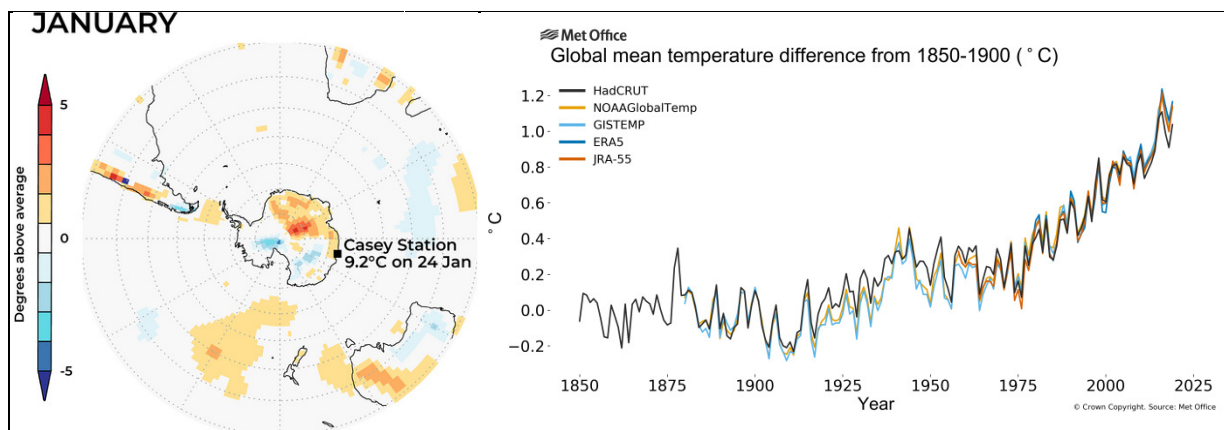 JANUARY
Degrees above average
5
0
-5
Casey Station
9.2°C on 24 Jan
Met Office
Global mean temperature difference from 1850-1900 (°C)
HadCRUT
NOAAGlobalTemp
GISTEMP
ERA5
JRA-55
°C
1.2
1.0
0.8
0.6
0.4
0.2
0.0
−0.2
1850 1875 1900 1925 1950 1975 2000 2025
Year
© Crown Copyright. Source: Met Office